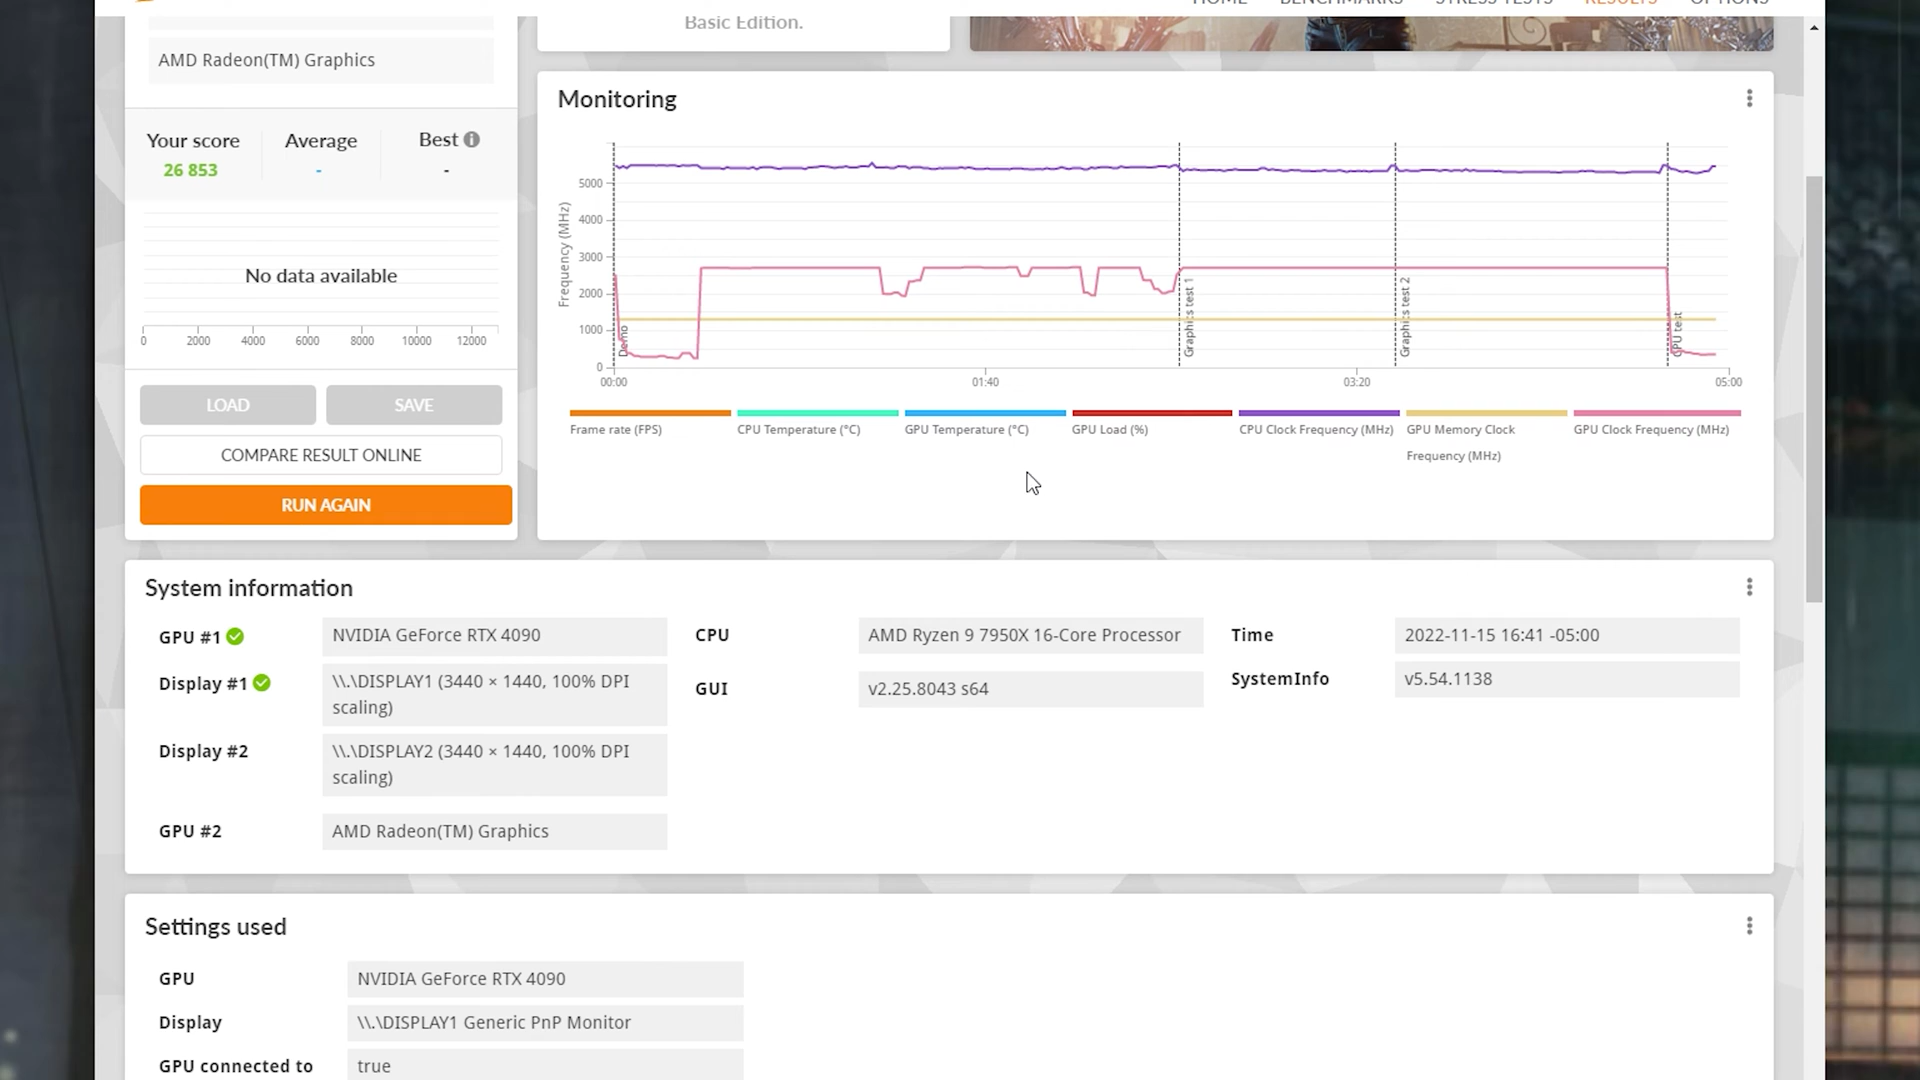 HOME BENCHMARKS STRESS TESTS RESULTS OPTIONS
Basic Edition.
AMD Radeon(TM) Graphics
Your score
Average
Best
26 853
-
-
No data available
0 2000 4000 6000 8000 10000 12000
LOAD
SAVE
COMPARE RESULT ONLINE
RUN AGAIN
Monitoring
Frequency (MHz)
5000
4000
3000
2000
1000
0
Demo
Graphics test 1
Graphics test 2
CPU test
00:00 01:40 03:20 05:00
Frame rate (FPS)
CPU Temperature (°C)
GPU Temperature (°C)
GPU Load (%)
CPU Clock Frequency (MHz)
GPU Memory Clock
Frequency (MHz)
GPU Clock Frequency (MHz)
System information
GPU #1
NVIDIA GeForce RTX 4090
Display #1
\\.\DISPLAY1 (3440 × 1440, 100% DPI
scaling)
Display #2
\\.\DISPLAY2 (3440 × 1440, 100% DPI
scaling)
GPU #2
AMD Radeon(TM) Graphics
CPU
AMD Ryzen 9 7950X 16-Core Processor
GUI
v2.25.8043 s64
Time
2022-11-15 16:41 -05:00
SystemInfo
v5.54.1138
Settings used
GPU
NVIDIA GeForce RTX 4090
Display
\\.\DISPLAY1 Generic PnP Monitor
GPU connected to
true